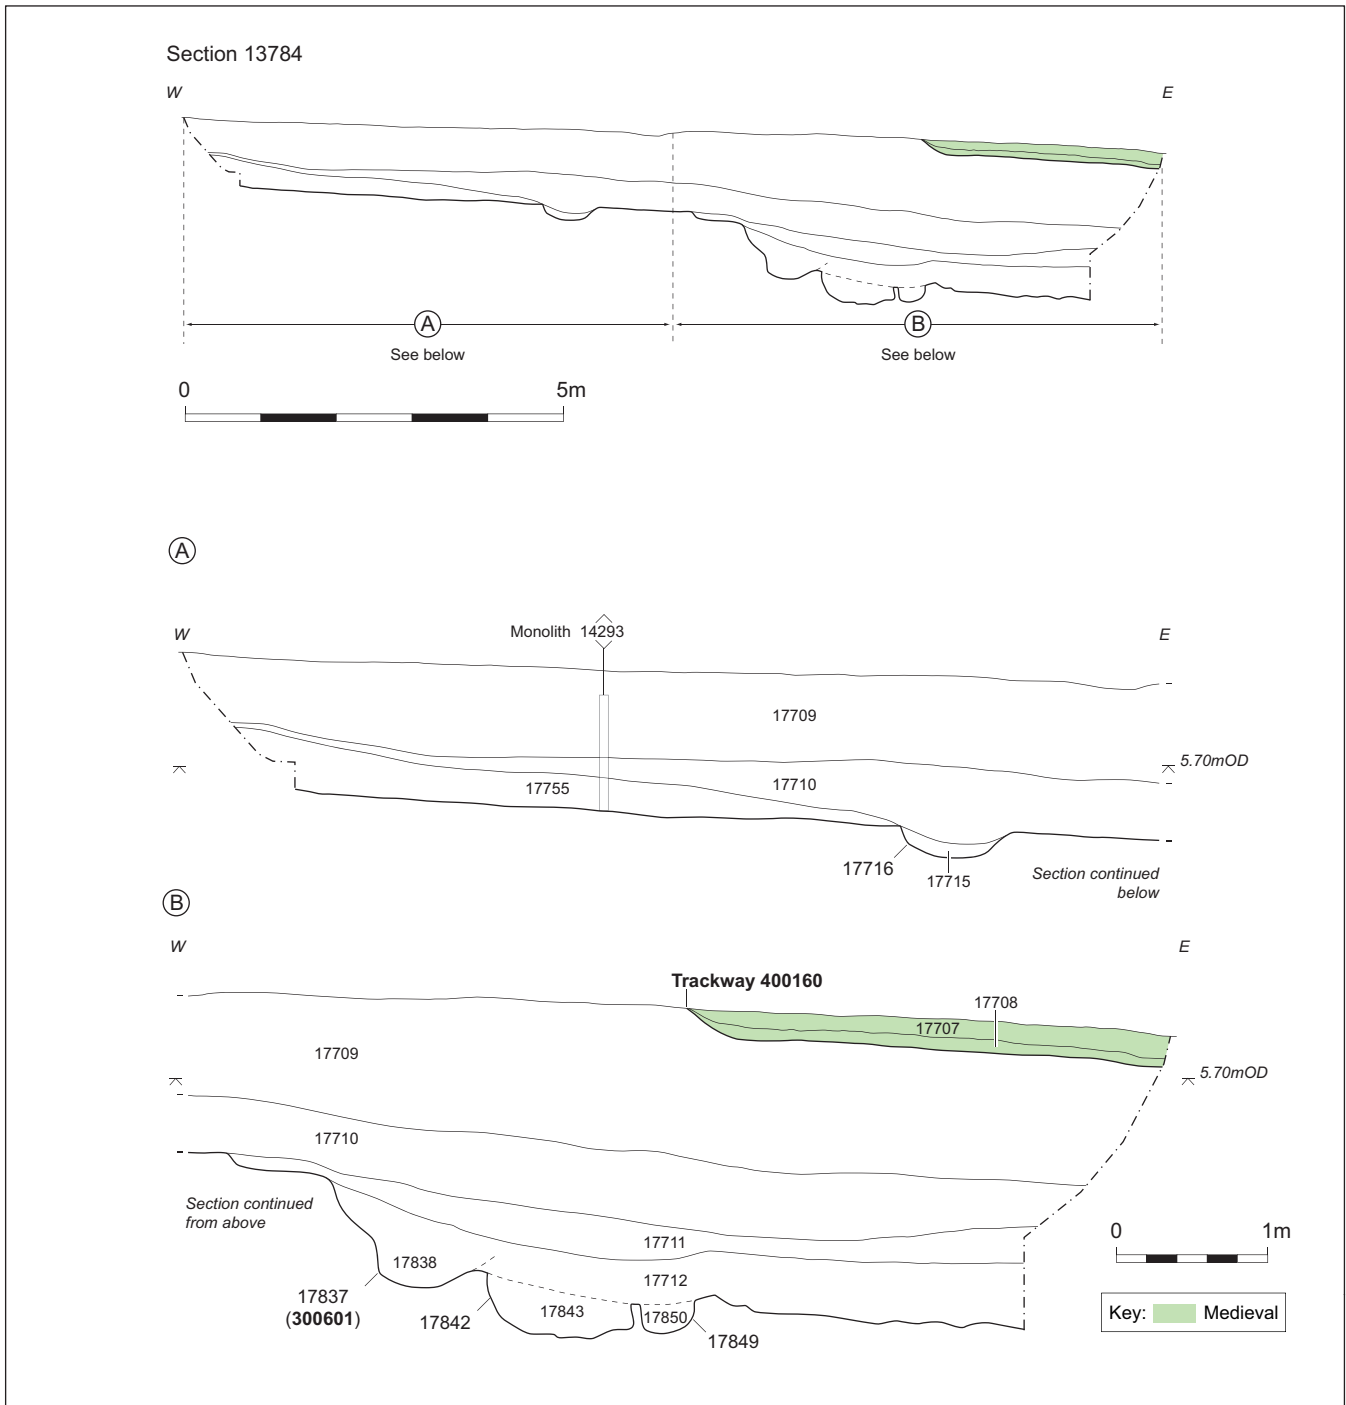 Section 13784
W
E
A
B
See below
See below
0
5m
A
Monolith 14293
W
E
17709
5.70mOD
17755
17710
17716
17715
Section continued
below
B
W
E
Trackway 400160
17708
17707
17709
5.70mOD
17710
Section continued
from above
17711
0
1m
17838
17712
17837
(300601)
17842
17843
17850
17849
Key: Medieval